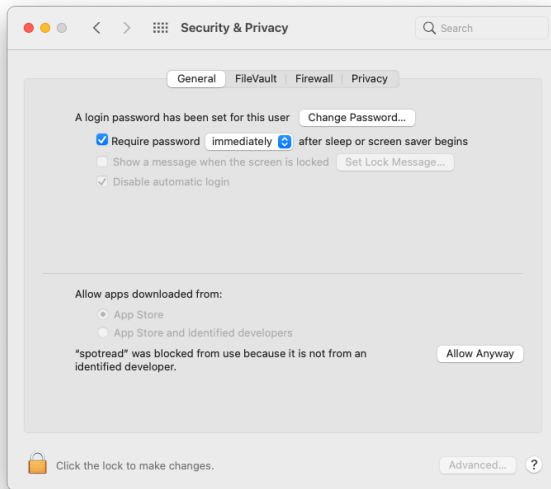 Security & Privacy
Search
General
FileVault
Firewall
Privacy
A login password has been set for this user
Change Password...
Require password immediately after sleep or screen saver begins
Show a message when the screen is locked
Set Lock Message...
Disable automatic login
Allow apps downloaded from:
App Store
App Store and identified developers
“spotread” was blocked from use because it is not from an
identified developer.
Allow Anyway
Click the lock to make changes.
Advanced...
?